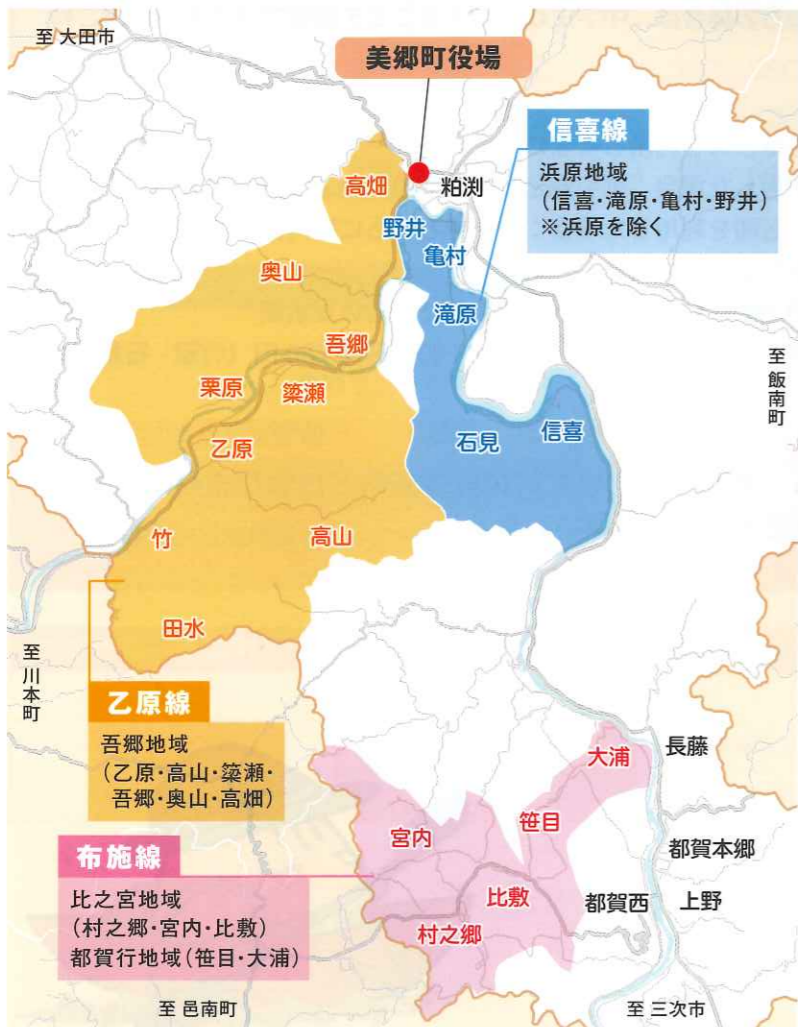 至 大田市
美郷町役場
信喜線
浜原地域
(信喜・滝原・亀村・野井)
※浜原を除く
高畑
粕渕
野井
亀村
奥山
滝原
吾郷
至 飯南町
栗原
簗瀬
乙原
石見
信喜
竹
高山
田水
至 川本町
乙原線
吾郷地域
(乙原・高山・簗瀬・
吾郷・奥山・高畑)
大浦
長藤
笹目
宮内
都賀本郷
布施線
比之宮地域
(村之郷・宮内・比敷)
都賀行地域(笹目・大浦)
比敷
都賀西
上野
村之郷
至 邑南町
至 三次市